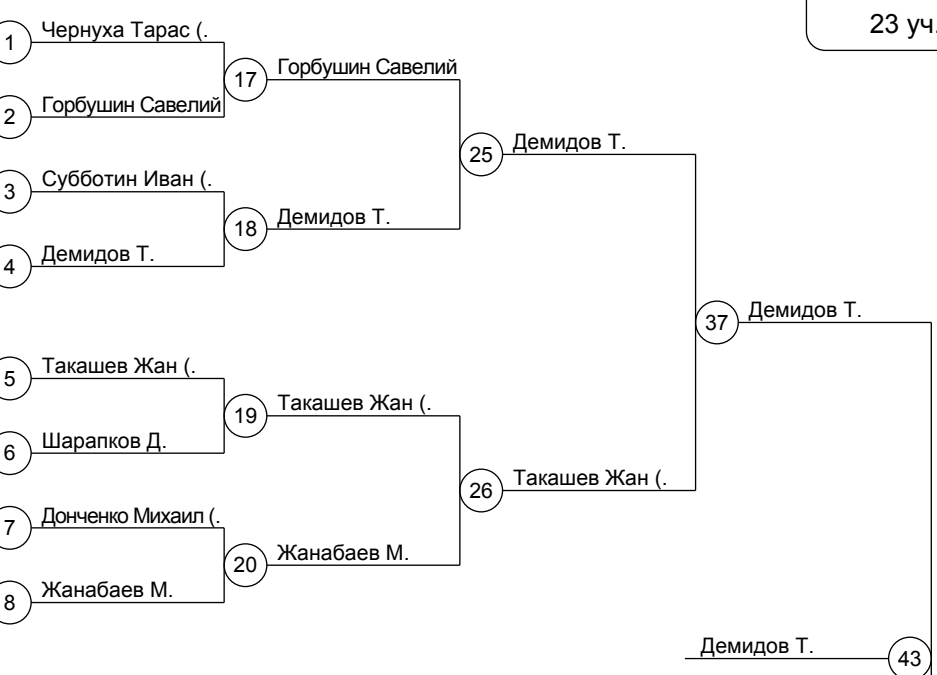 23 уч.
1 Чернуха Тарас (.
17 Горбушин Савелий
2 Горбушин Савелий
25 Демидов Т.
3 Субботин Иван (.
18 Демидов Т.
4 Демидов Т.
37 Демидов Т.
5 Такашев Жан (.
19 Такашев Жан (.
6 Шарапков Д.
26 Такашев Жан (.
7 Донченко Михаил (.
20 Жанабаев М.
8 Жанабаев М.
Демидов Т. 43